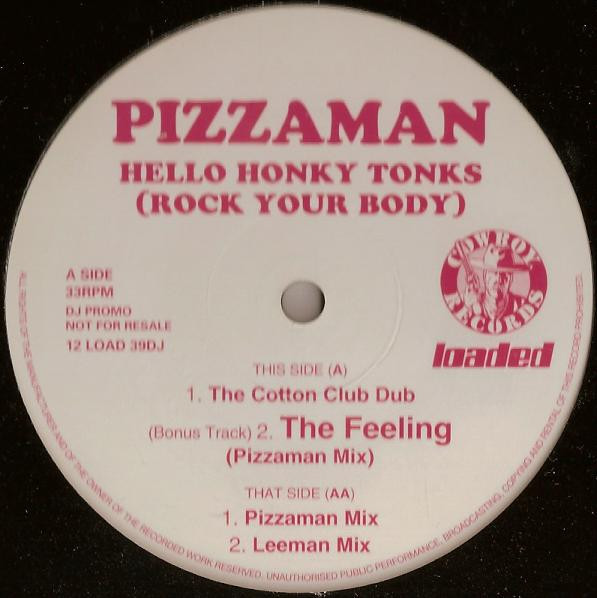 PIZZAMAN
HELLO HONKY TONKS
(ROCK YOUR BODY)
COWBOY
RECORDS
loaded
A SIDE
33RPM
DJ PROMO
NOT FOR RESALE
12 LOAD 39DJ
THIS SIDE (A)
1. The Cotton Club Dub
(Bonus Track) 2. The Feeling
(Pizzaman Mix)
THAT SIDE (AA)
1. Pizzaman Mix
2. Leeman Mix
ALL RIGHTS OF THE MANUFACTURER AND OF THE OWNER OF THE RECORDED WORK RESERVED. UNAUTHORISED PUBLIC PERFORMANCE, BROADCASTING, COPYING AND RENTAL OF THIS RECORD PROHIBITED.